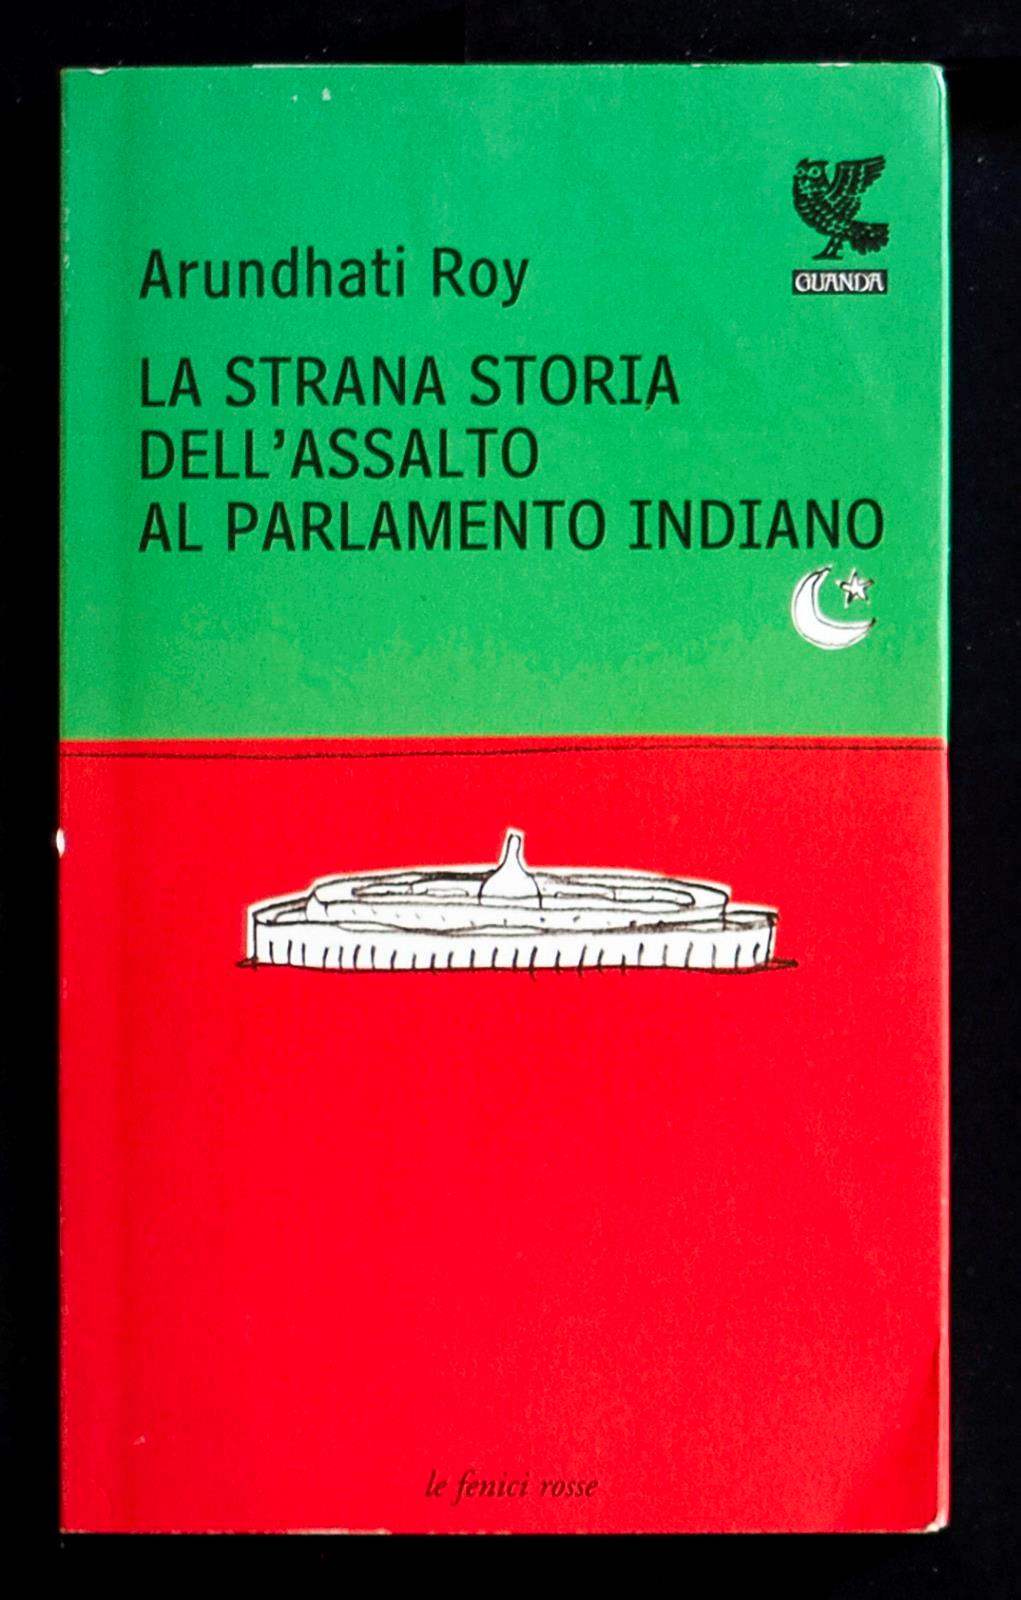 GUANDA
Arundhati Roy
LA STRANA STORIA
DELL'ASSALTO
AL PARLAMENTO INDIANO
le fenici rosse